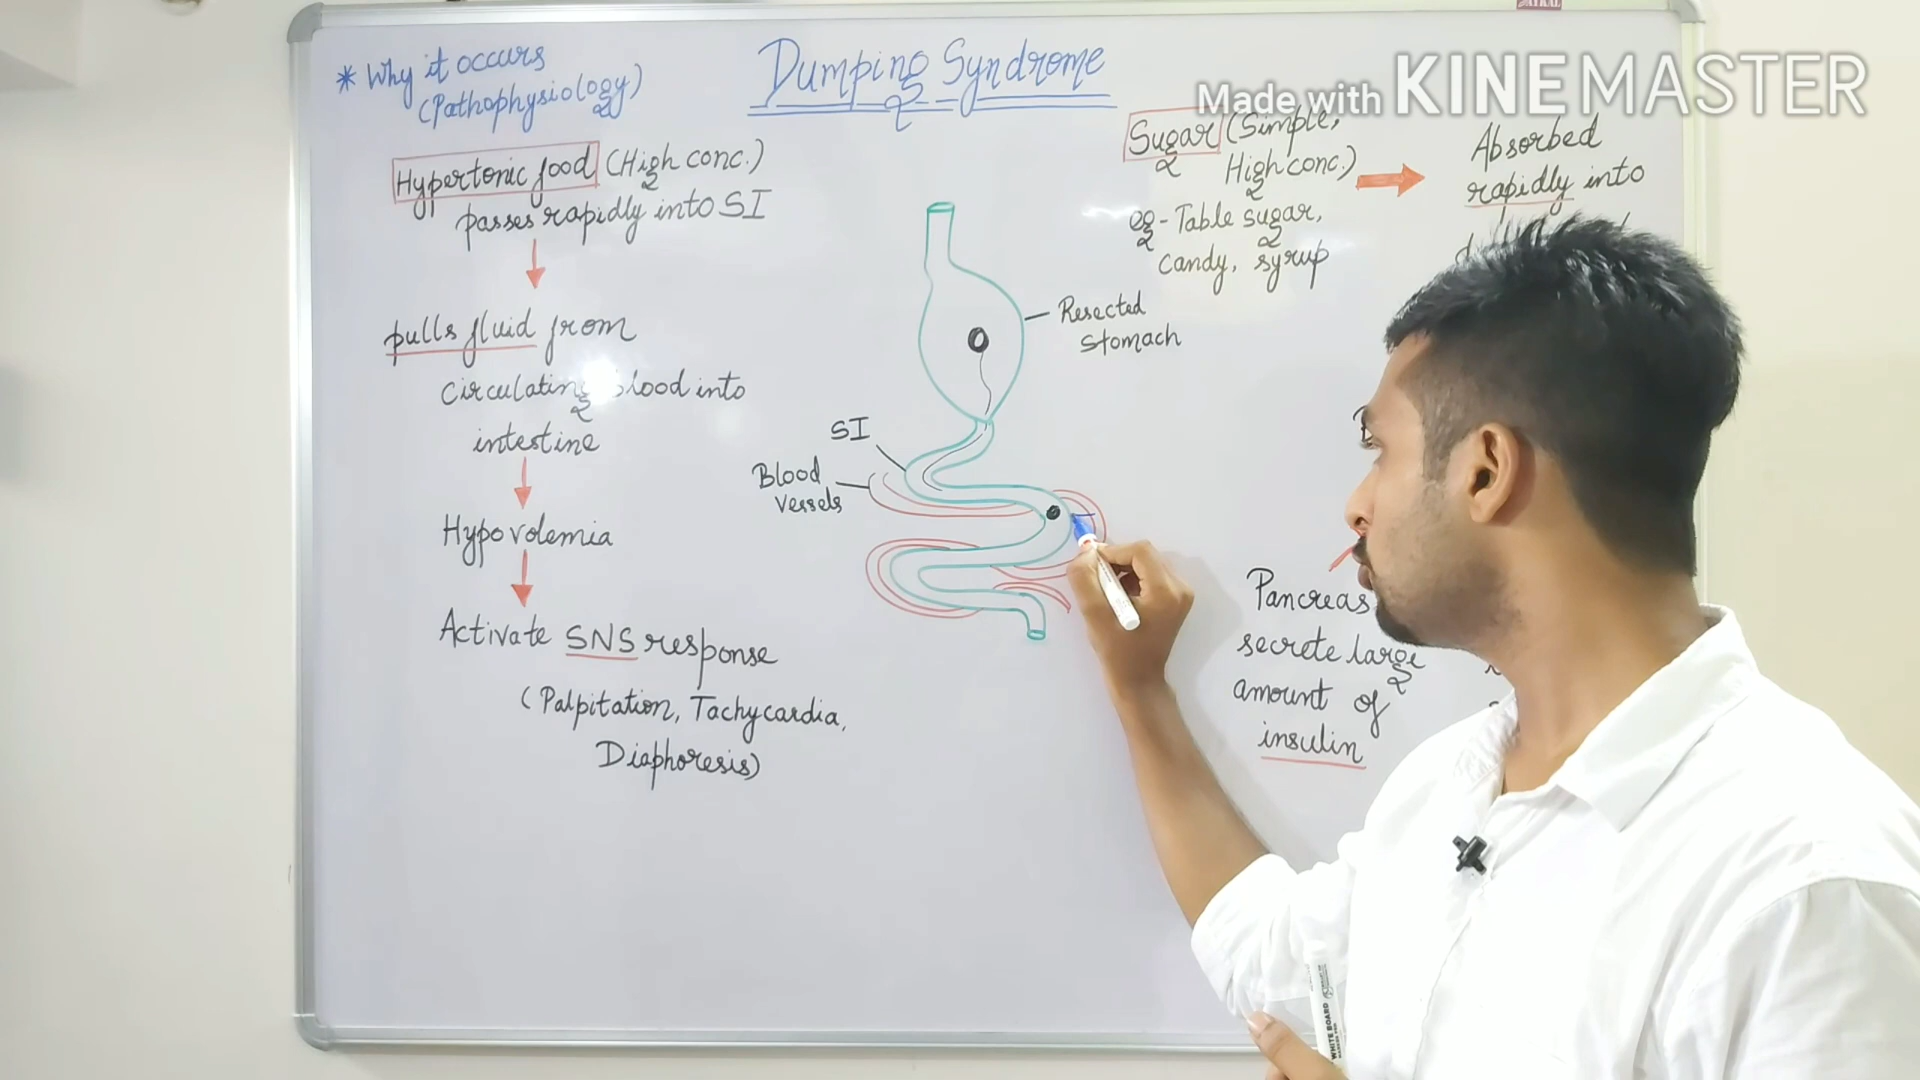 Dumping Syndrome
* Why it occurs
(Pathophysiology)
Hypertonic food (High conc.)
passes rapidly into SI
pulls fluid from
Circulating blood into
intestine
Hypovolemia
Activate SNS response
(Palpitation, Tachycardia,
Diaphoresis)
Resected
Stomach
SI
Blood
Vessels
Made with KINEMASTER
Sugar (Simple,
High conc.)
eg- Table sugar,
Candy, syrup
Absorbed
rapidly into
Pancreas
secrete large
amount of
insulin
WHITE BOARD